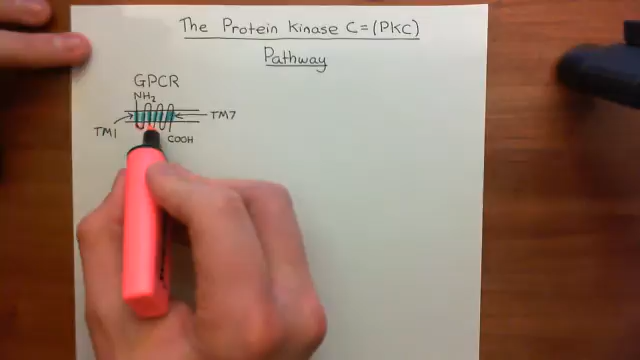 The Protein Kinase C=(PKC)
Pathway
GPCR
NH2
TM7
TM1
COOH